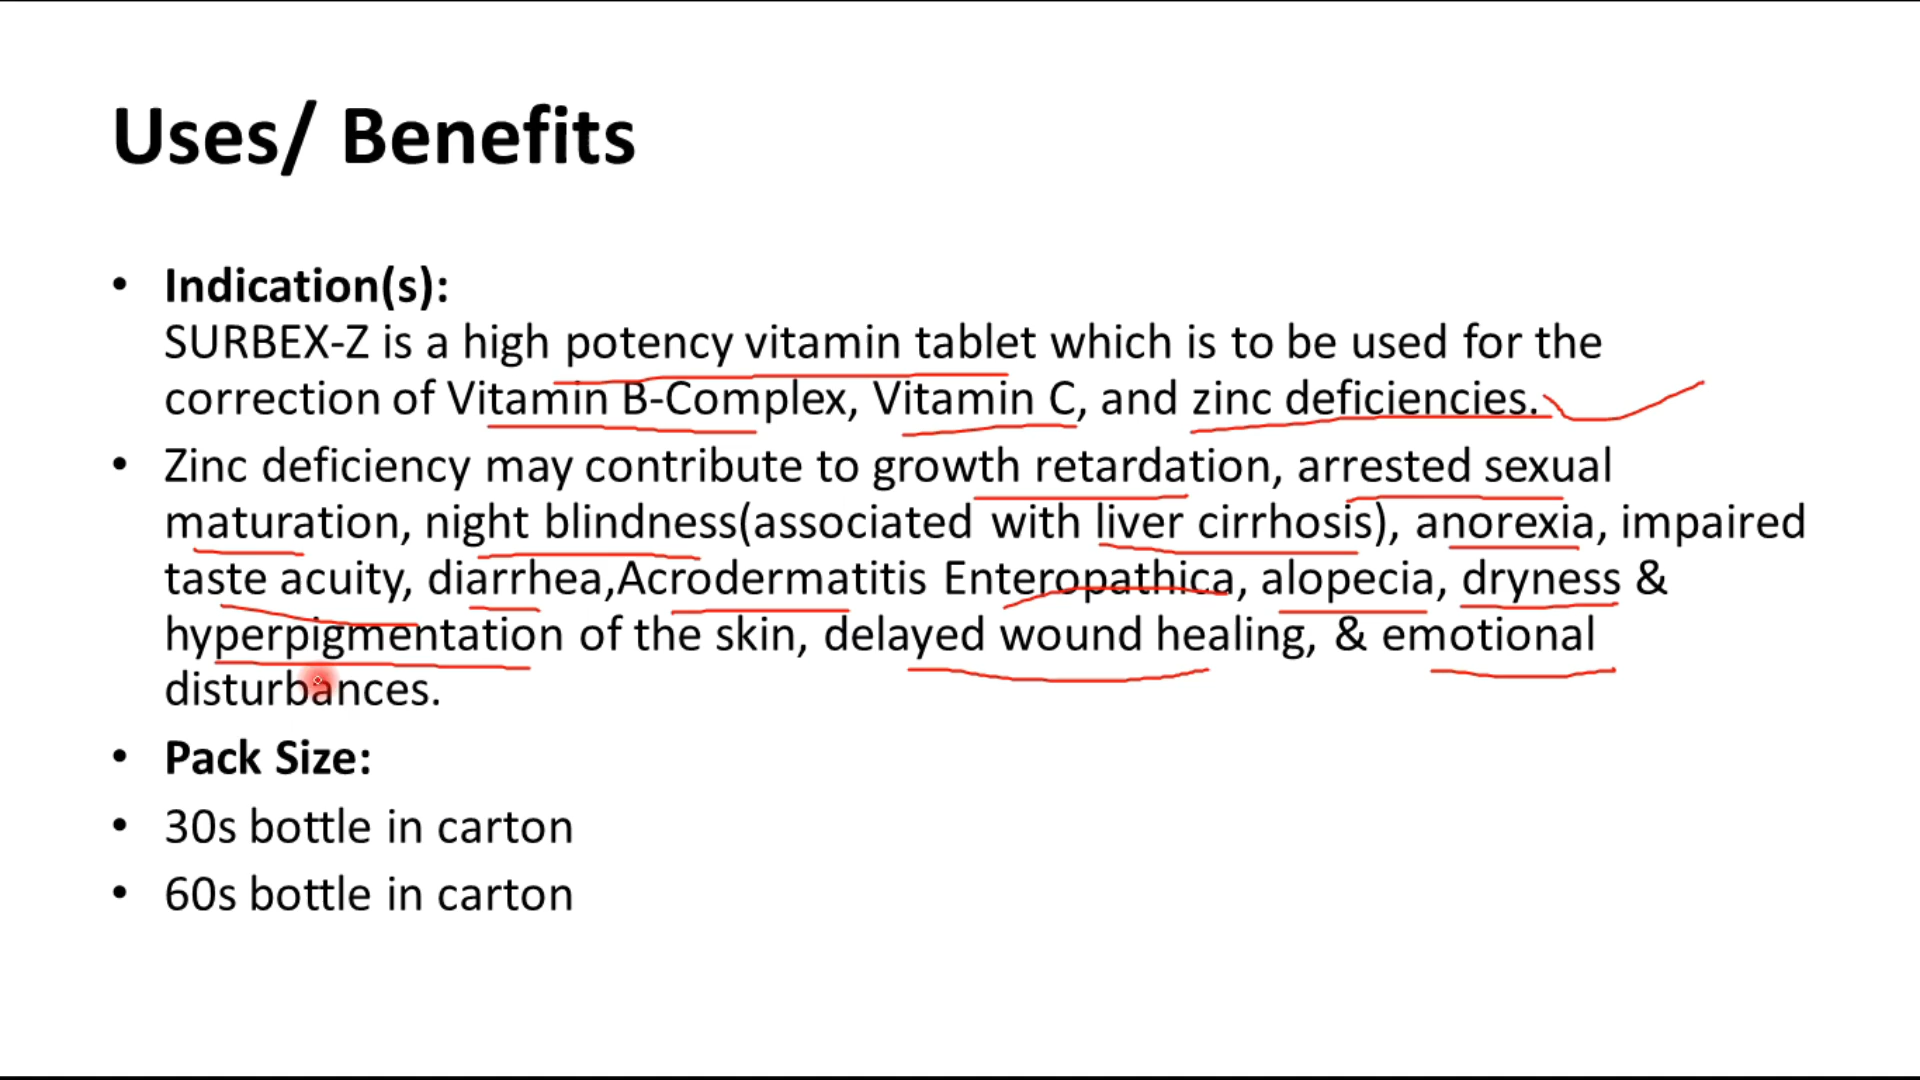 Uses/ Benefits
• Indication(s):
SURBEX-Z is a high potency vitamin tablet which is to be used for the
correction of Vitamin B-Complex, Vitamin C, and zinc deficiencies.
• Zinc deficiency may contribute to growth retardation, arrested sexual
maturation, night blindness(associated with liver cirrhosis), anorexia, impaired
taste acuity, diarrhea,Acrodermatitis Enteropathica, alopecia, dryness &
hyperpigmentation of the skin, delayed wound healing, & emotional
disturbances.
• Pack Size:
• 30s bottle in carton
• 60s bottle in carton